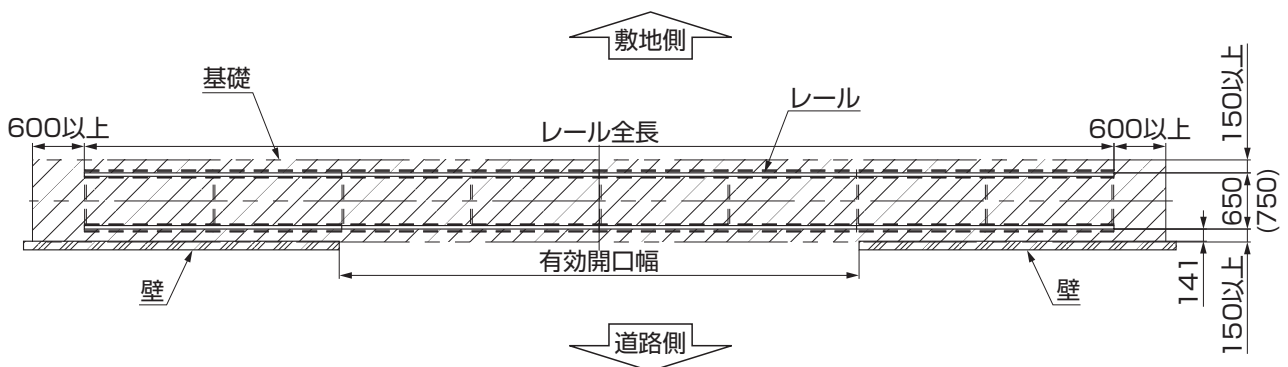 敷地側
基礎
レール
150以上
600以上
レール全長
600以上
650
(750)
有効開口幅
壁
壁
141
150以上
道路側